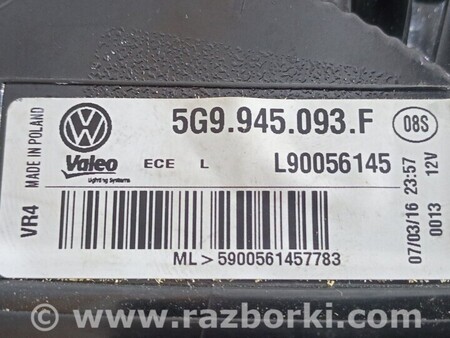 MADE IN POLAND
VR4
VW
5G9.945.093.F
08S
Valeo
Lighting Systems
ECE L
L90056145
ML>5900561457783
07/03/16 23:57
0013 12V
© www.razborki.com